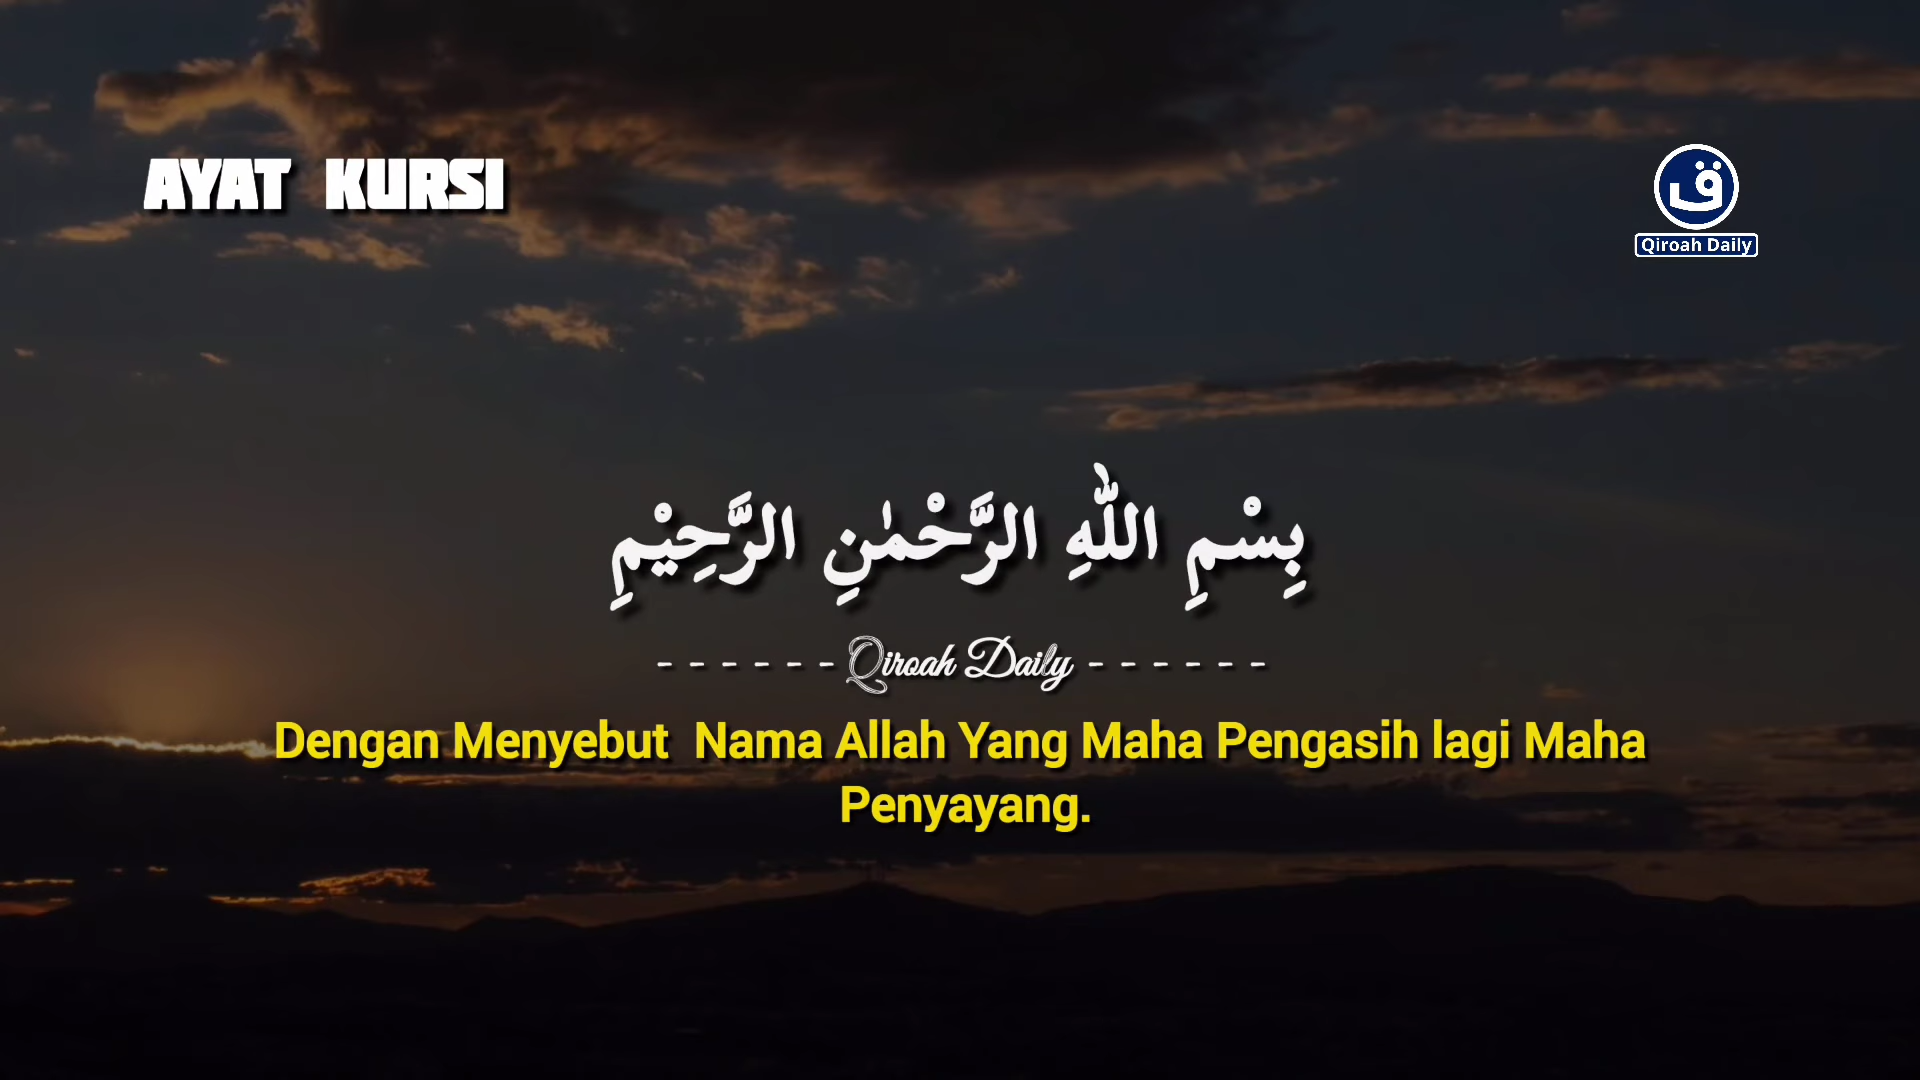 AYAT KURSI
ق
Qiroah Daily
بِسْمِ اللّٰهِ الرَّحْمٰنِ الرَّحِيْمِ
- - - - - - Qiroah Daily - - - - - -
Dengan Menyebut  Nama Allah Yang Maha Pengasih lagi Maha
Penyayang.